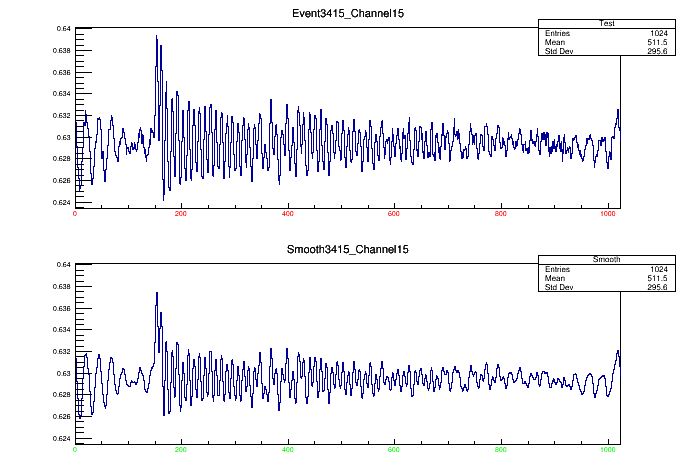 Event3415_Channel15
Test
Entries 1024
Mean 511.5
Std Dev 295.6
0.64
0.638
0.636
0.634
0.632
0.63
0.628
0.626
0.624
0 200 400 600 800 1000
Smooth3415_Channel15
Smooth
Entries 1024
Mean 511.5
Std Dev 295.6
0.64
0.638
0.636
0.634
0.632
0.63
0.628
0.626
0.624
0 200 400 600 800 1000